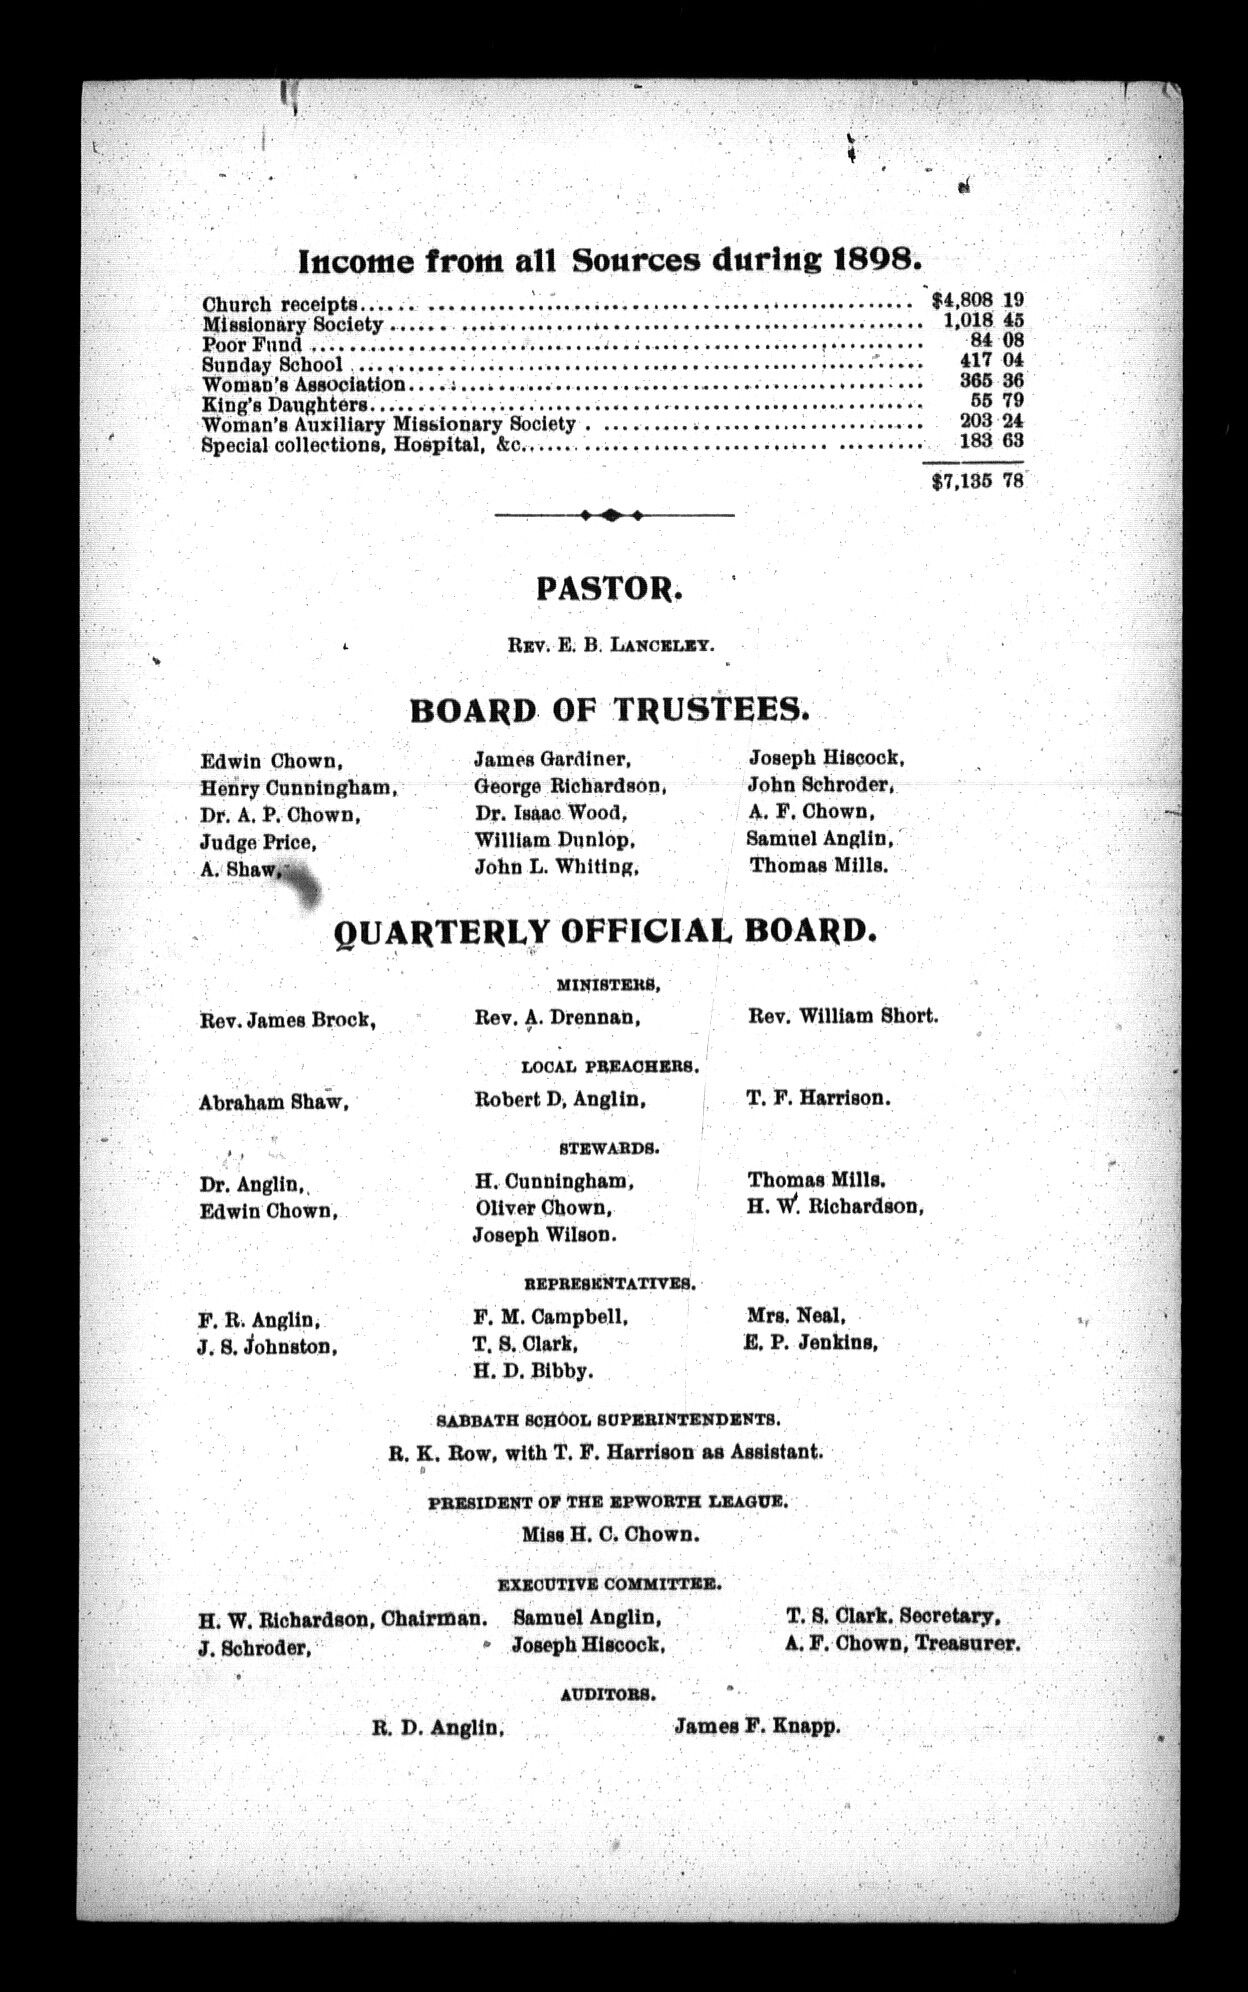 Income from all Sources during 1898.
Church receipts...... ................................................. $4,808 19
Missionary Society ...... ............................................... 1,018 45
Poor Fund ............................................................. 84 08
Sunday School ......................................................... 417 04
Woman's Association.................................................... 365 36
King's Daughters....................................................... 55 79
Woman's Auxiliary Missionary Society . ................................ 203 24
Special collections, Hospital, &c...................................... 183 63
$7,135 78
PASTOR.
REV. E. B. LANCELEY.
BOARD OF TRUSTEES.
Edwin Chown, James Gardiner, Joseph Hiscock,
Henry Cunningham, George Richardson, John Schroder,
Dr. A. P. Chown, Dr. Isaac Wood, A. F. Chown,
Judge Price, William Dunlop, Samuel Anglin,
A. Shaw, John L. Whiting, Thomas Mills.
QUARTERLY OFFICIAL BOARD.
MINISTERS,
Rev. James Brock, Rev. A. Drennan, Rev. William Short.
LOCAL PREACHERS.
Abraham Shaw, Robert D, Anglin, T. F. Harrison.
STEWARDS.
Dr. Anglin, H. Cunningham, Thomas Mills.
Edwin Chown, Oliver Chown, H. W. Richardson,
Joseph Wilson.
REPRESENTATIVES.
F. R. Anglin, F. M. Campbell, Mrs. Neal,
J. S. Johnston, T. S. Clark, E. P. Jenkins,
H. D. Bibby.
SABBATH SCHOOL SUPERINTENDENTS.
R. K. Row, with T. F. Harrison as Assistant.
PRESIDENT OF THE EPWORTH LEAGUE.
Miss H. C. Chown.
EXECUTIVE COMMITTEE.
H. W. Richardson, Chairman. Samuel Anglin, T. S. Clark. Secretary,
J. Schroder, Joseph Hiscock, A. F. Chown, Treasurer.
AUDITORS.
R. D. Anglin, James F. Knapp.